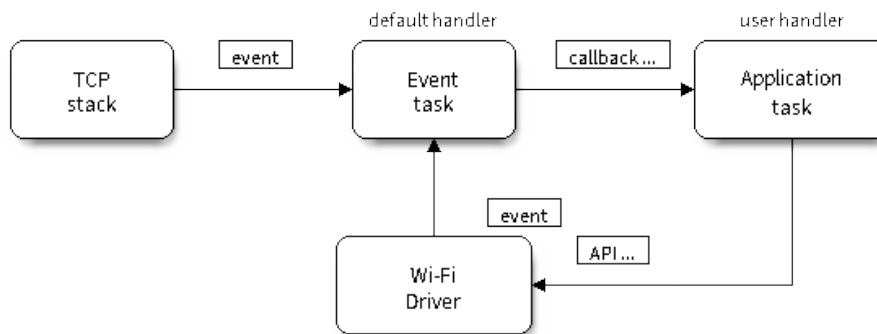 default handler
user handler
event
callback ...
TCP
stack
Event
task
Application
task
event
API ...
Wi-Fi
Driver